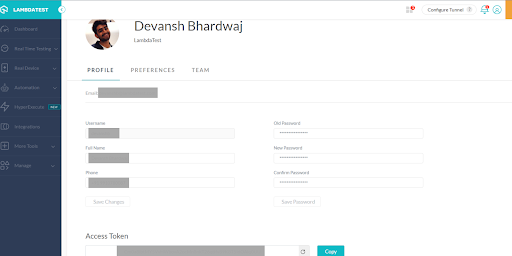 LAMBDATEST
Configure Tunnel
Devansh Bhardwaj
LambdaTest
Dashboard
Real Time Testing
Real Device
Automation
HyperExecute NEW
Integrations
More Tools
Manage
PROFILE PREFERENCES TEAM
Email
Username
Old Password
Full Name
New Password
Phone
Confirm Password
Save Changes
Save Password
Access Token
Copy